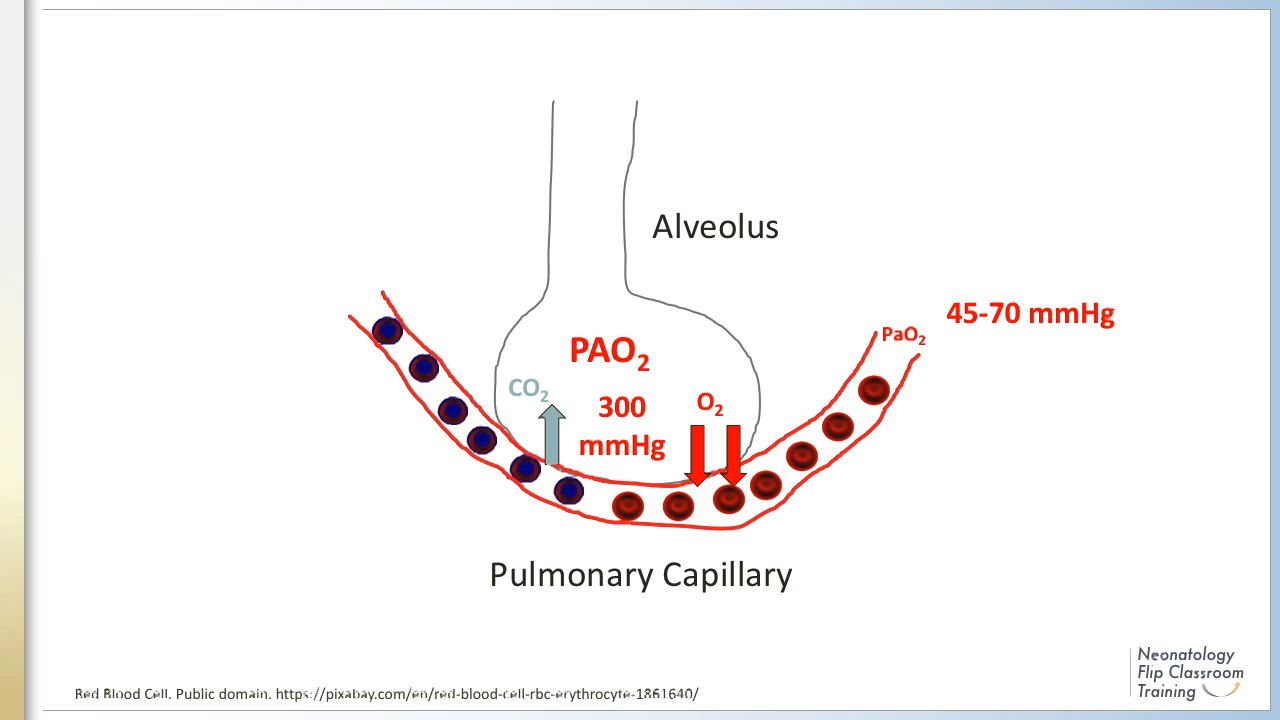 Alveolus
45-70 mmHg
PaO₂
PAO₂
CO₂
300
mmHg
O₂
Pulmonary Capillary
Neonatology
Flip Classroom
Training
Red Blood Cell. Public domain. https://pixabay.com/en/red-blood-cell-rbc-erythrocyte-1861640/